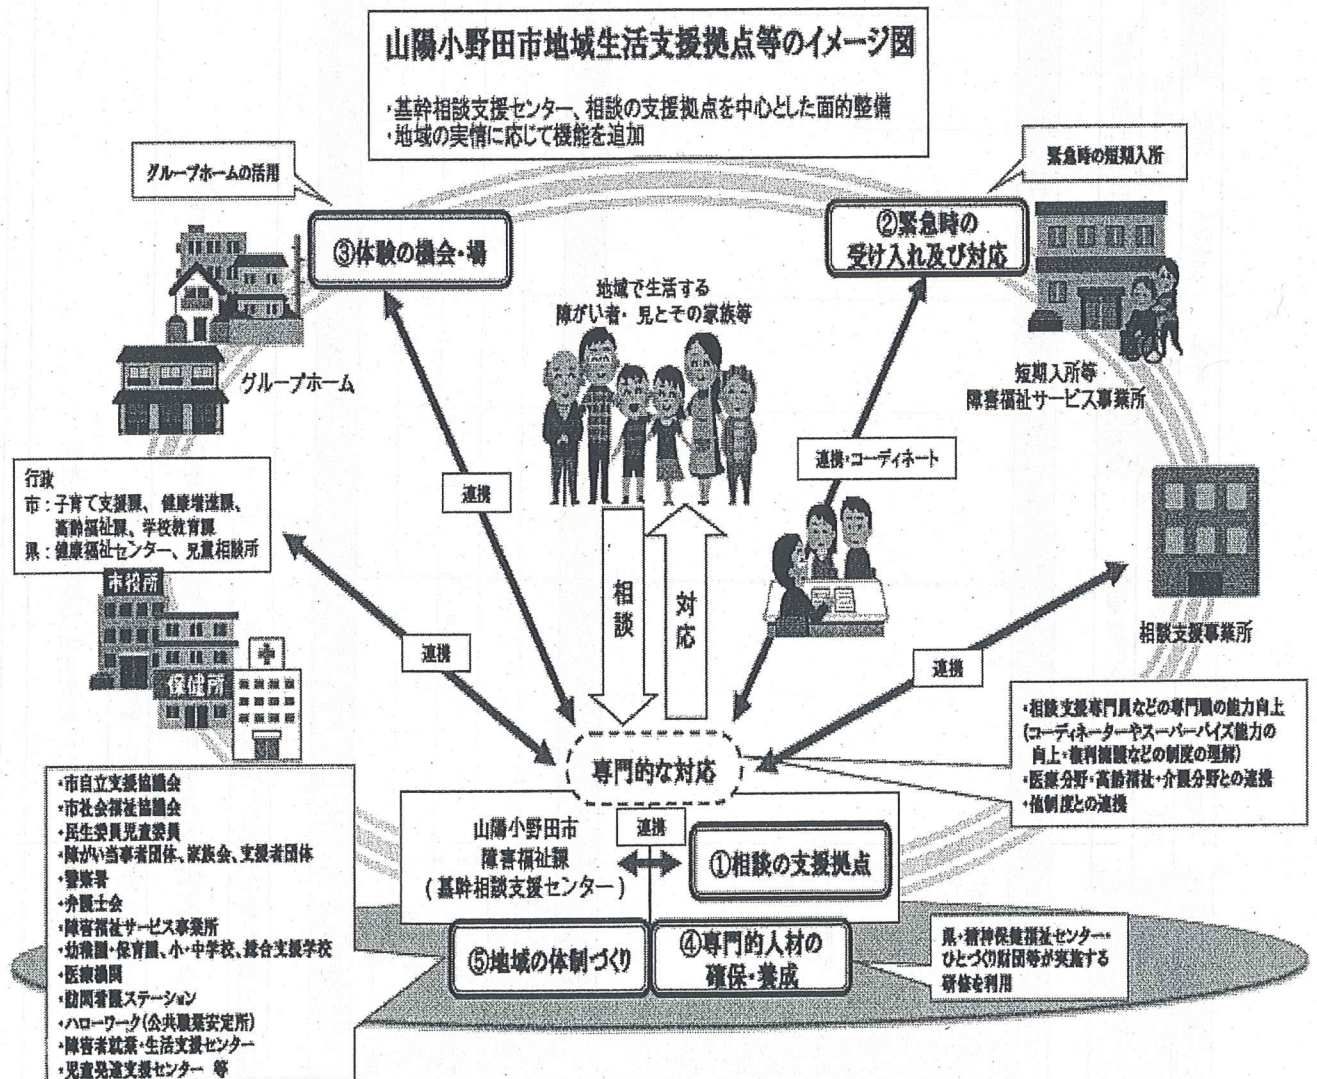 山陽小野田市地域生活支援拠点等のイメージ図
・基幹相談支援センター、相談の支援拠点を中心とした面的整備
・地域の実情に応じて機能を追加
グループホームの活用
緊急時の短期入所
③体験の機会・場
②緊急時の
受け入れ及び対応
地域で生活する
障がい者・児とその家族等
グループホーム
短期入所等
障害福祉サービス事業所
行政
市：子育て支援課、健康増進課、
高齢福祉課、学校教育課
県：健康福祉センター、児童相談所
連携
連携・コーディネート
市役所
保健所
相談
対応
連携
連携
相談支援事業所
・相談支援専門員などの専門職の能力向上
(コーディネーターやスーパーバイズ能力の
向上・権利擁護などの制度の理解)
・医療分野・高齢福祉・介護分野との連携
・他制度との連携
専門的な対応
・市自立支援協議会
・市社会福祉協議会
・民生委員児童委員
・障がい当事者団体、家族会、支援者団体
・警察署
・弁護士会
・障害福祉サービス事業所
・幼稚園・保育園、小・中学校、総合支援学校
・医療機関
・訪問看護ステーション
・ハローワーク(公共職業安定所)
・障害者就業・生活支援センター
・児童発達支援センター 等
山陽小野田市
障害福祉課
(基幹相談支援センター)
連携
①相談の支援拠点
⑤地域の体制づくり
④専門的人材の
確保・養成
県・精神保健福祉センター・
ひとづくり財団等が実施する
研修を利用